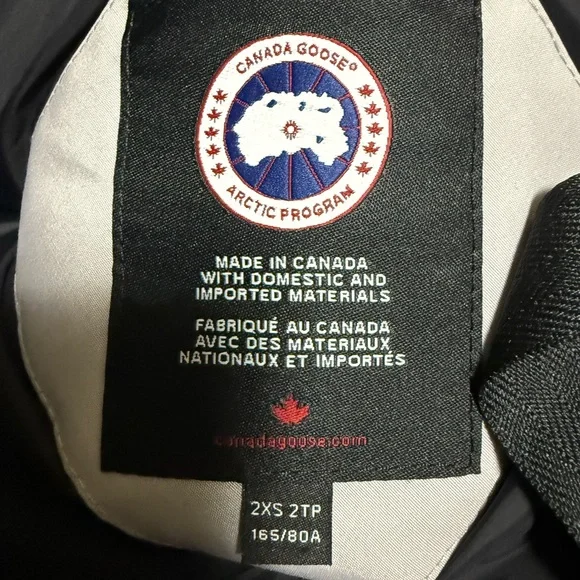 CANADA GOOSE®
ARCTIC PROGRAM
MADE IN CANADA
WITH DOMESTIC AND
IMPORTED MATERIALS
FABRIQUÉ AU CANADA
AVEC DES MATERIAUX
NATIONAUX ET IMPORTÉS
canadagoose.com
2XS 2TP
165/80A